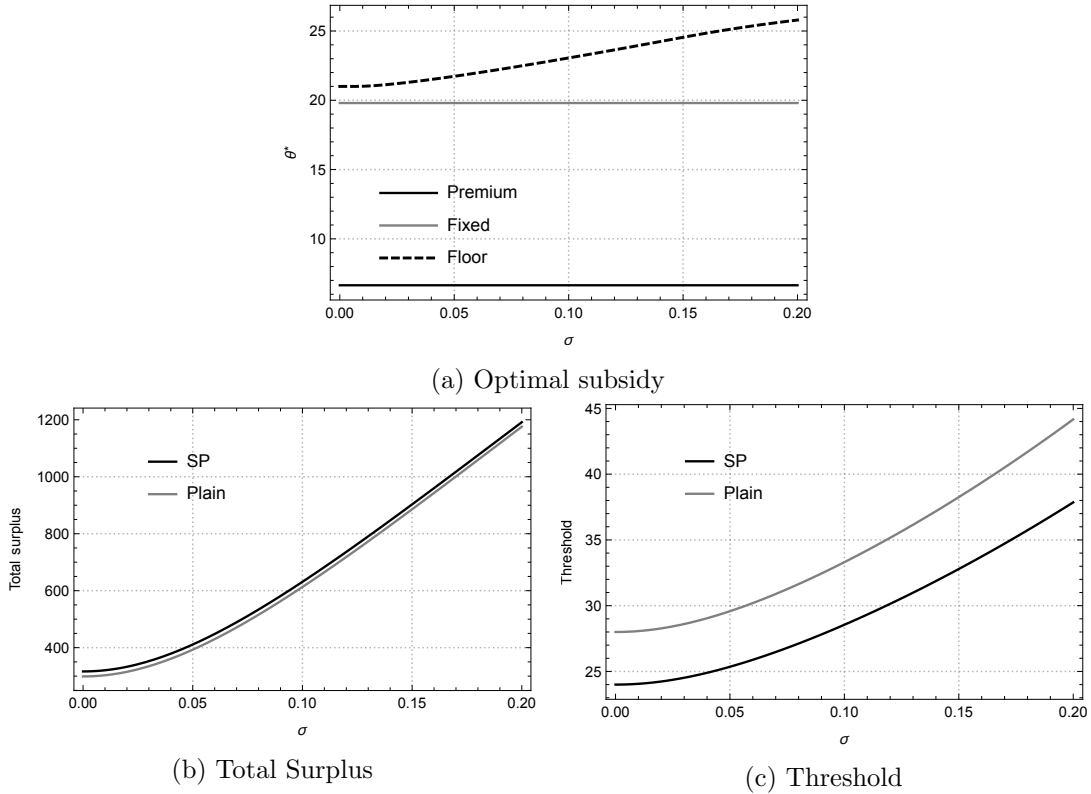 25
20
15
10
θ*
Premium
Fixed
Floor
0.00 0.05 0.10 0.15 0.20
σ
(a) Optimal subsidy
1200
1000
800
600
400
Total surplus
SP
Plain
0.00 0.05 0.10 0.15 0.20
σ
(b) Total Surplus
45
40
35
30
25
Threshold
SP
Plain
0.00 0.05 0.10 0.15 0.20
σ
(c) Threshold